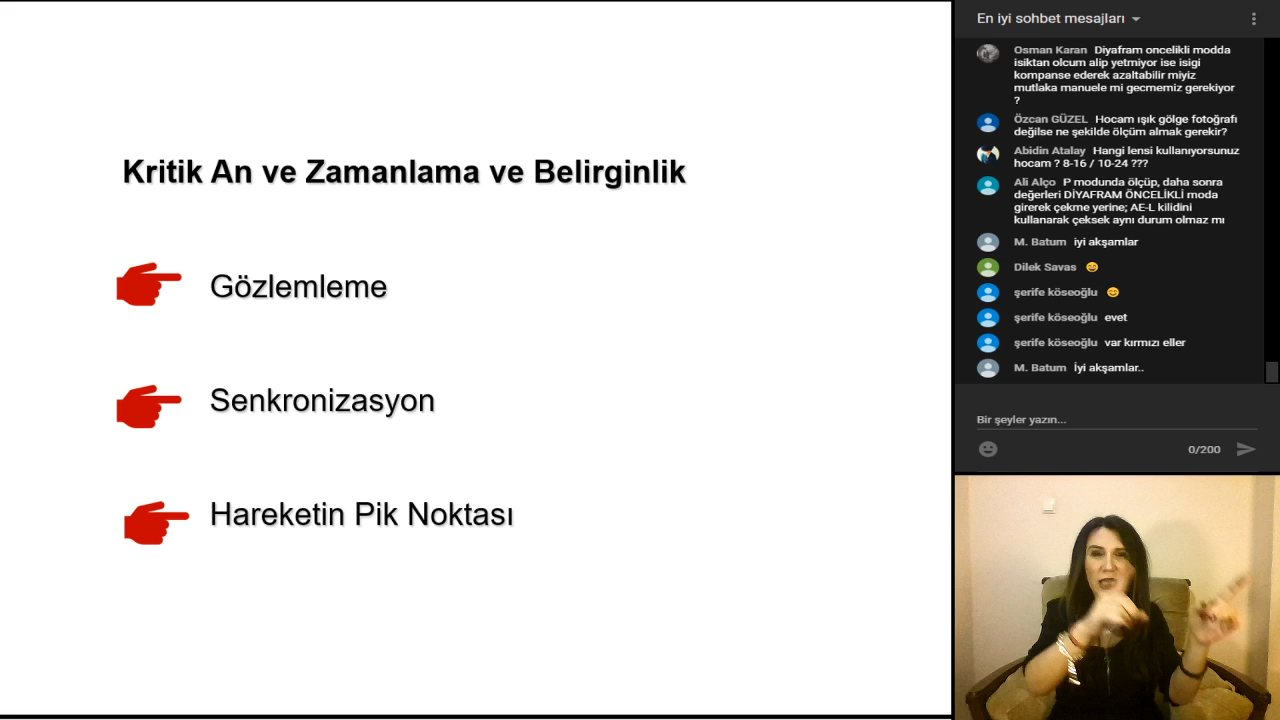 Kritik An ve Zamanlama ve Belirginlik
Gözlemleme
Senkronizasyon
Hareketin Pik Noktası
En iyi sohbet mesajları
Osman Karan Diyafram oncelikli modda
isiktan olcum alip yetmiyor ise isigi
kompanse ederek azaltabilir miyiz
mutlaka manuele mi gecmemiz gerekiyor
?
Özcan GÜZEL Hocam ışık gölge fotoğrafı
değilse ne şekilde ölçüm almak gerekir?
Abidin Atalay Hangi lensi kullanıyorsunuz
hocam ? 8-16 / 10-24 ???
Ali Alço P modunda ölçüp, daha sonra
değerleri DİYAFRAM ÖNCELİKLİ moda
girerek çekme yerine; AE-L kilidini
kullanarak çeksek aynı durum olmaz mı
M. Batum iyi akşamlar
Dilek Savas 😊
şerife köseoğlu 😊
şerife köseoğlu evet
şerife köseoğlu var kırmızı eller
M. Batum İyi akşamlar..
Bir şeyler yazın...
0/200